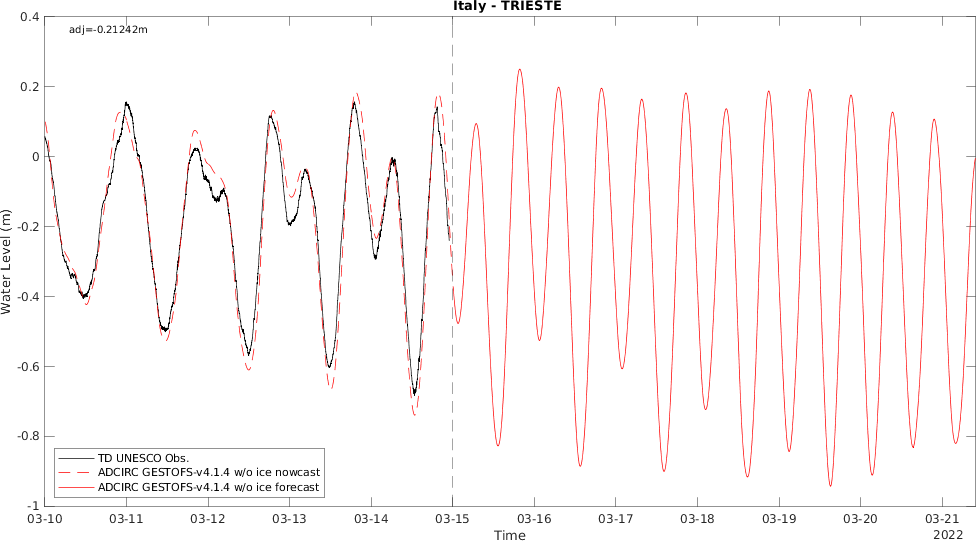 Italy - TRIESTE
adj=-0.21242m
0.4
0.2
0
-0.2
-0.4
-0.6
-0.8
-1
Water Level (m)
TD UNESCO Obs.
ADCIRC GESTOFS-v4.1.4 w/o ice nowcast
ADCIRC GESTOFS-v4.1.4 w/o ice forecast
03-10 03-11 03-12 03-13 03-14 03-15 03-16 03-17 03-18 03-19 03-20 03-21
Time
2022